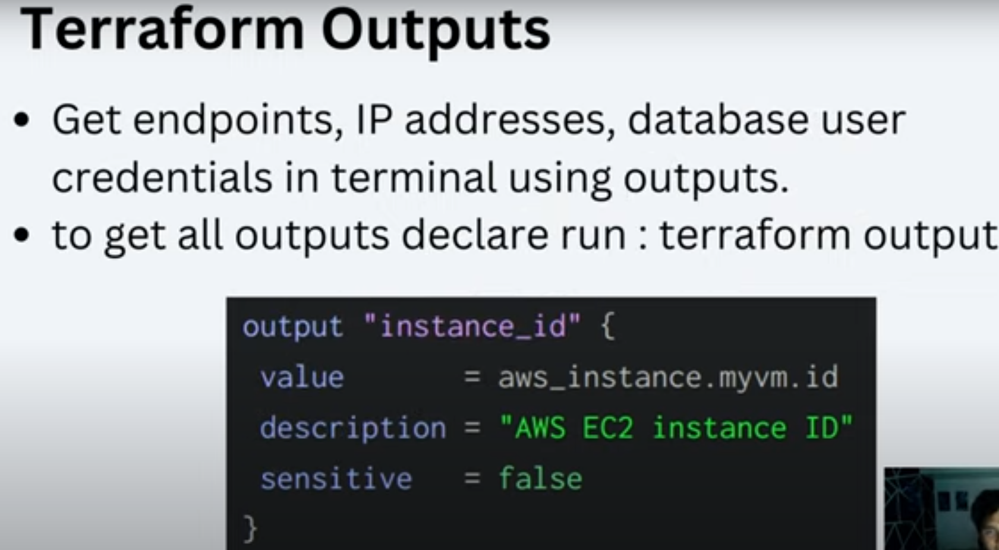 Terraform Outputs
• Get endpoints, IP addresses, database user
credentials in terminal using outputs.
• to get all outputs declare run : terraform output
output "instance_id" {
value = aws_instance.myvm.id
description = "AWS EC2 instance ID"
sensitive = false
}